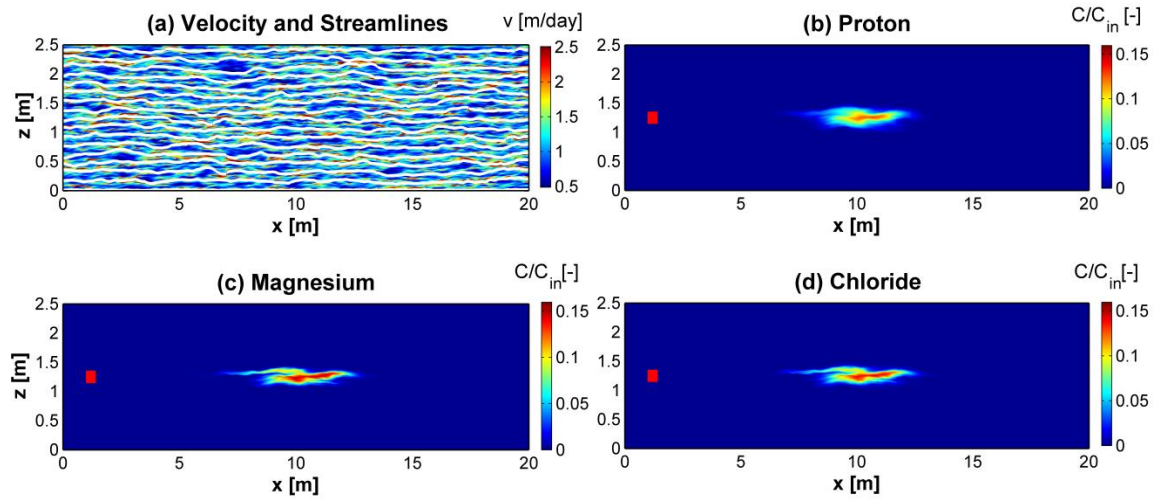 (a) Velocity and Streamlines
v [m/day]
2.5
2
1.5
1
0.5
0
z [m]
0 5 10 15 20
x [m]
2.5
2
1.5
1
0.5
(b) Proton
C/C_in [-]
2.5
2
1.5
1
0.5
0
0 5 10 15 20
x [m]
0.15
0.1
0.05
0
(c) Magnesium
C/C_in[-]
2.5
2
1.5
1
0.5
0
z [m]
0 5 10 15 20
x [m]
0.15
0.1
0.05
0
(d) Chloride
C/C_in[-]
2.5
2
1.5
1
0.5
0
0 5 10 15 20
x [m]
0.15
0.1
0.05
0